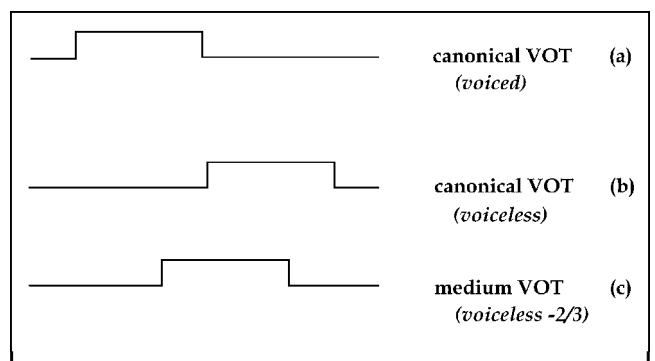 canonical VOT (a)
(voiced)
canonical VOT (b)
(voiceless)
medium VOT (c)
(voiceless -2/3)